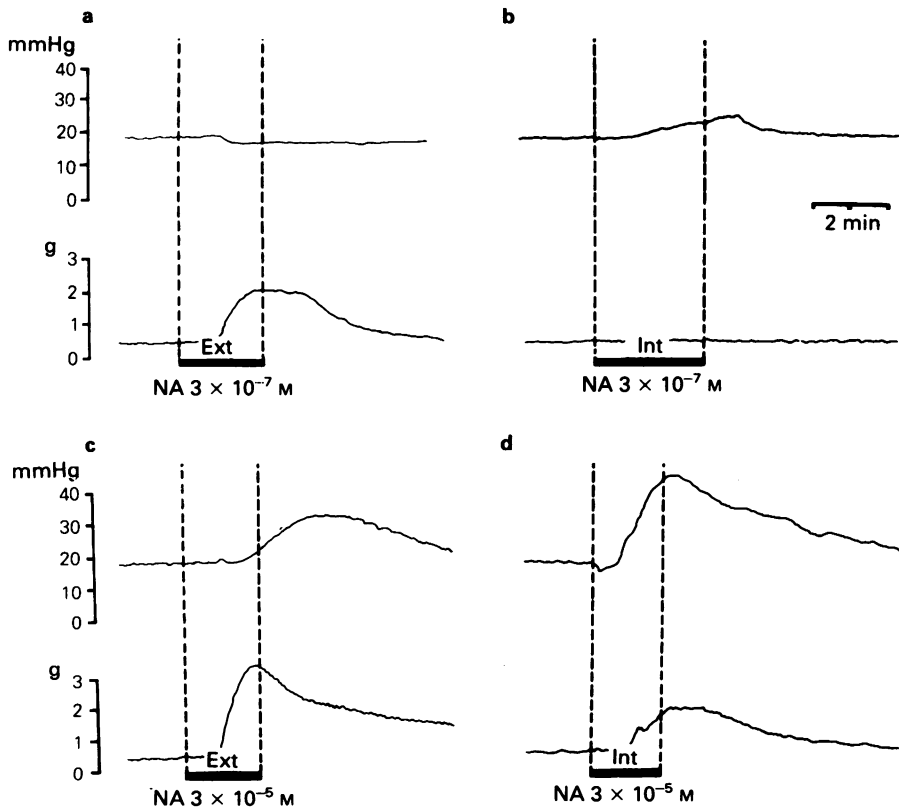 a
mmHg
40
30
20
10
0
g
3
2
1
0
Ext
NA 3 × 10⁻⁷ M
b
2 min
Int
NA 3 × 10⁻⁷ M
c
mmHg
40
30
20
10
0
g
3
2
1
0
Ext
NA 3 × 10⁻⁵ M
d
Int
NA 3 × 10⁻⁵ M